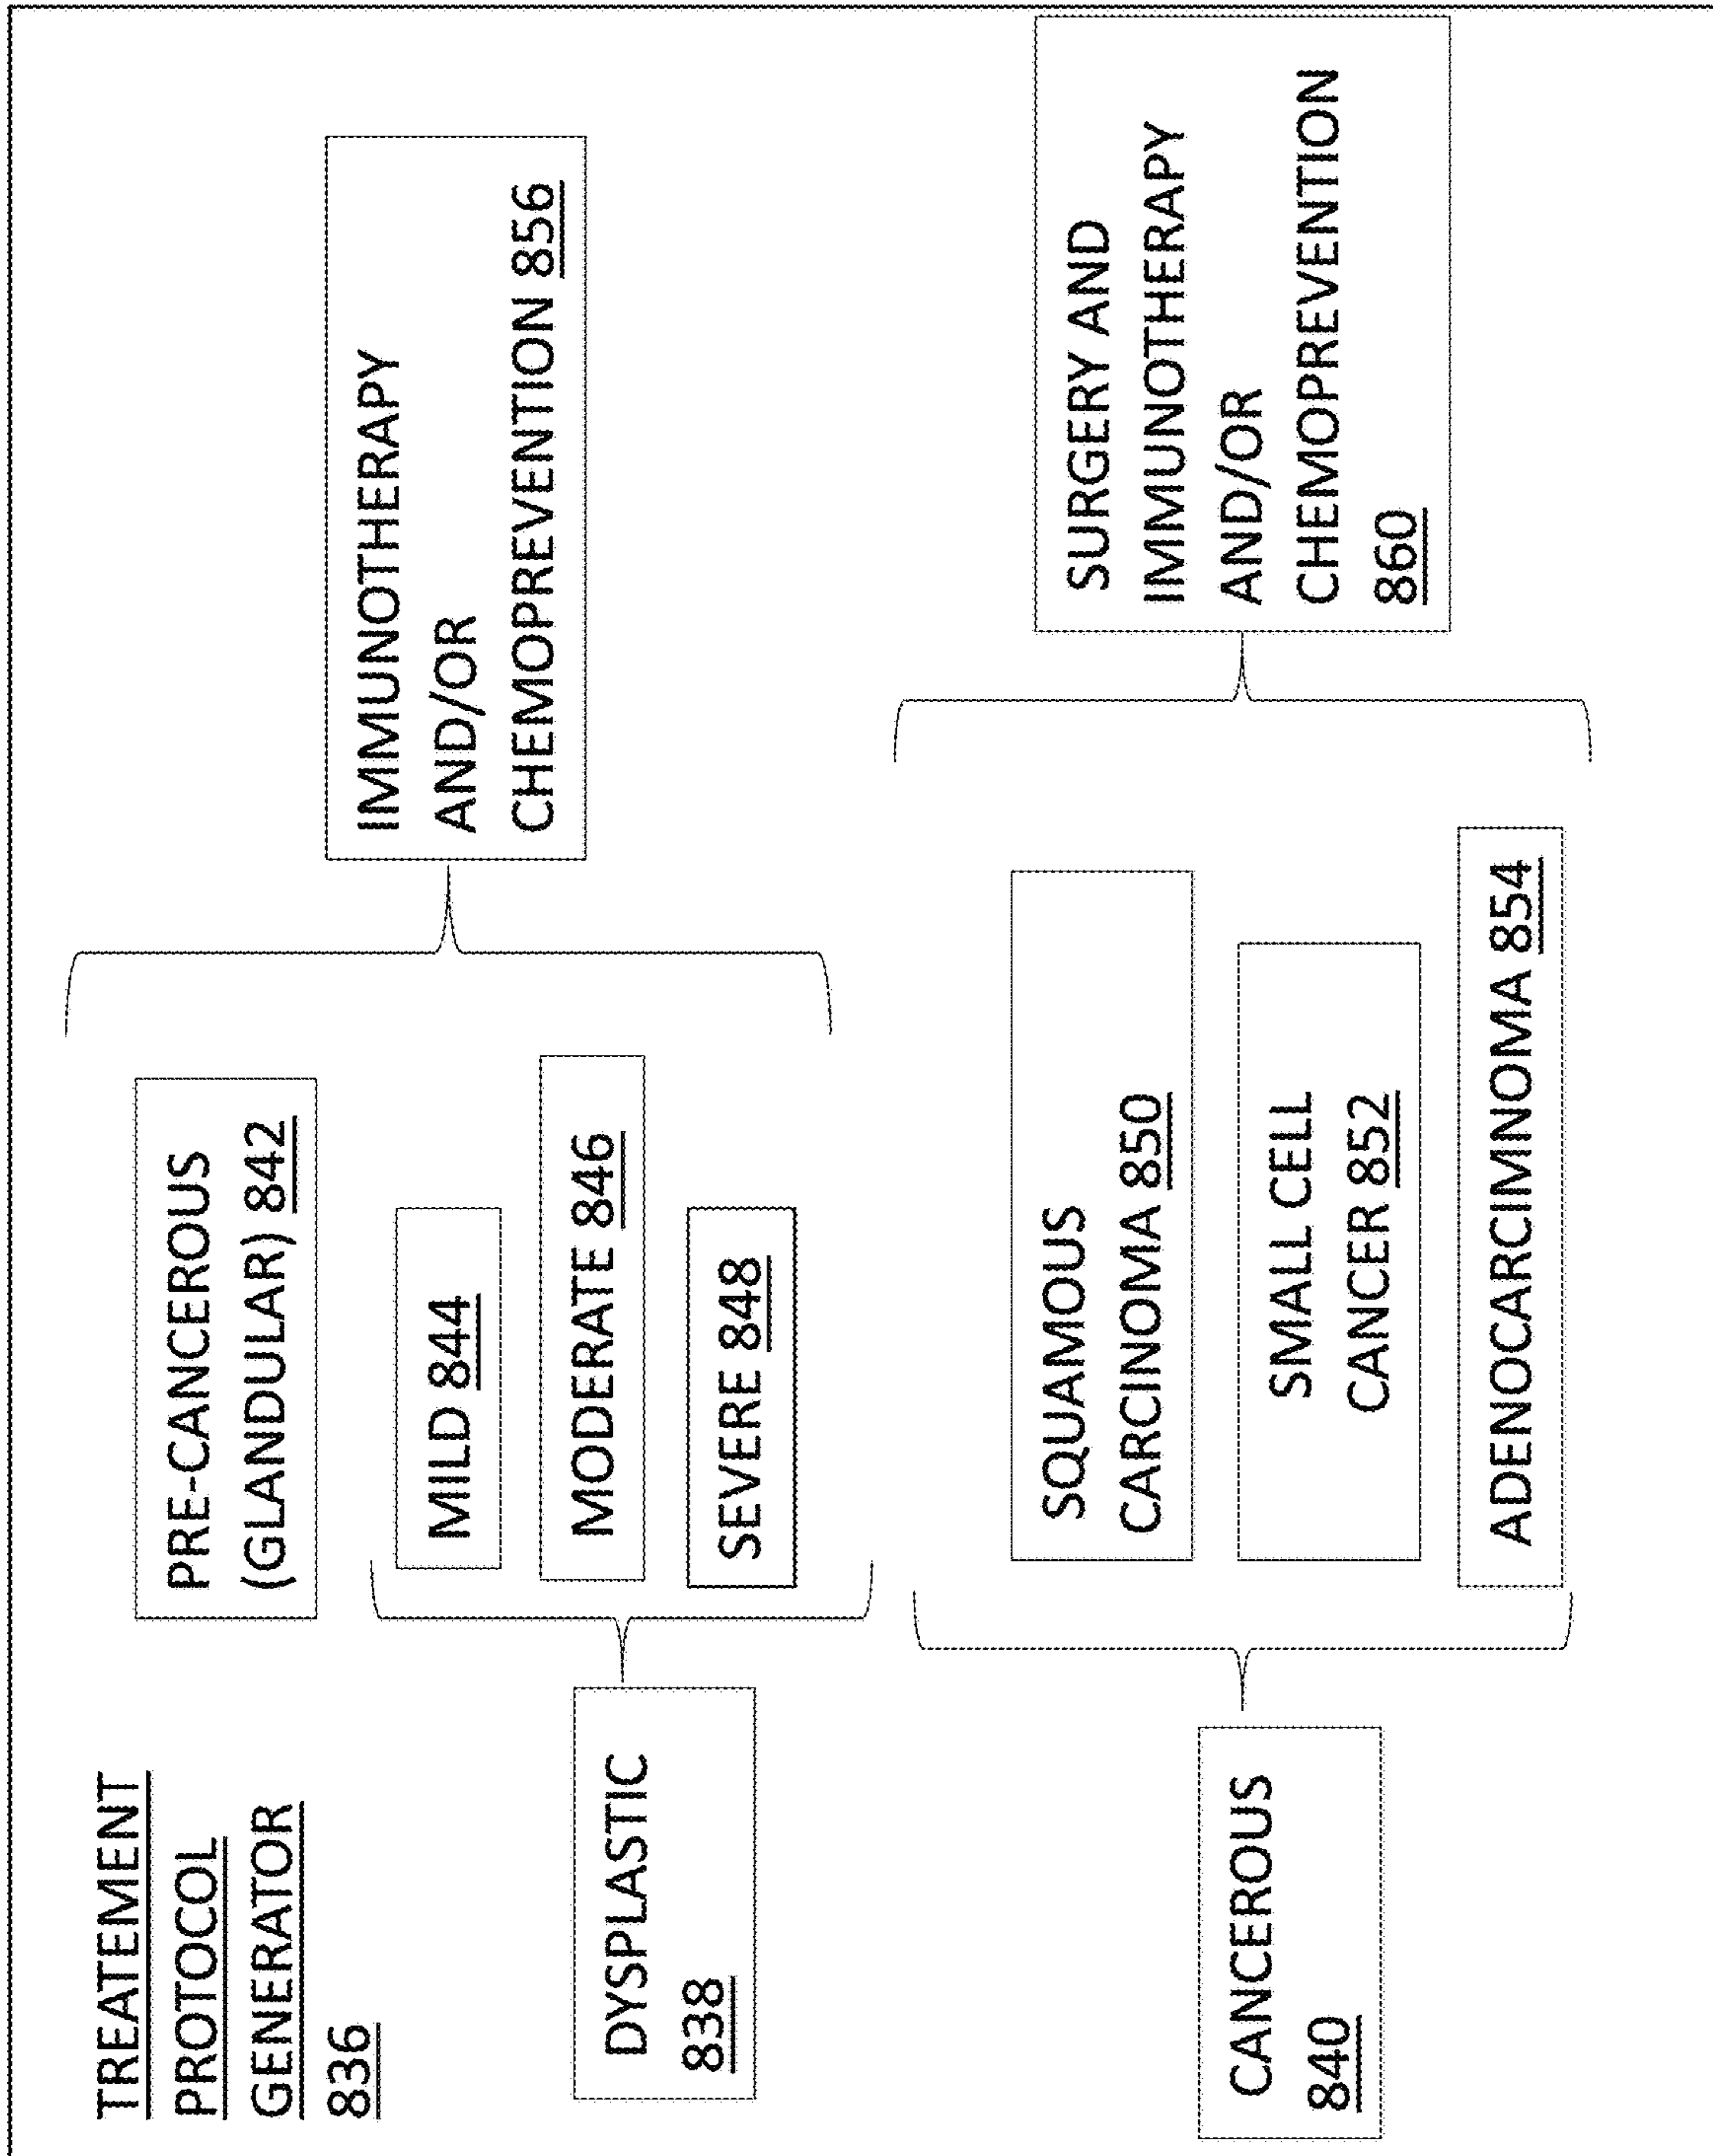 TREATEMENT
PROTOCOL
GENERATOR
836
PRE-CANCEROUS
(GLANDULAR) 842
DYSPLASTIC
838
MILD 844
MODERATE 846
SEVERE 848
IMMUNOTHERAPY
AND/OR
CHEMOPREVENTION 856
CANCEROUS
840
SQUAMOUS
CARCINOMA 850
SMALL CELL
CANCER 852
ADENOCARCIMNOMA 854
SURGERY AND
IMMUNOTHERAPY
AND/OR
CHEMOPREVENTION
860